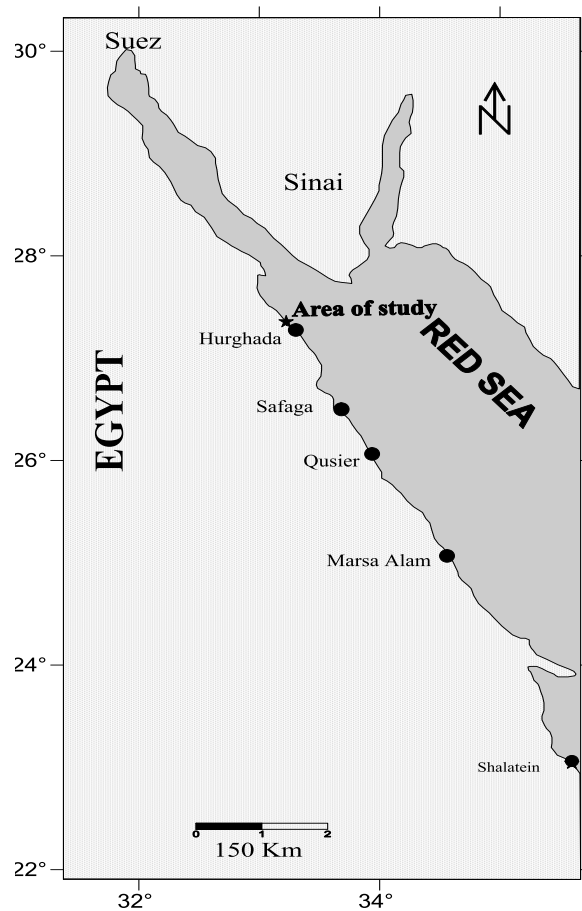 Suez
30°
N
Sinai
28°
Area of study
Hurghada
RED SEA
EGYPT
Safaga
26°
Qusier
Marsa Alam
24°
Shalatein
0 1 2
150 Km
22°
32° 34°